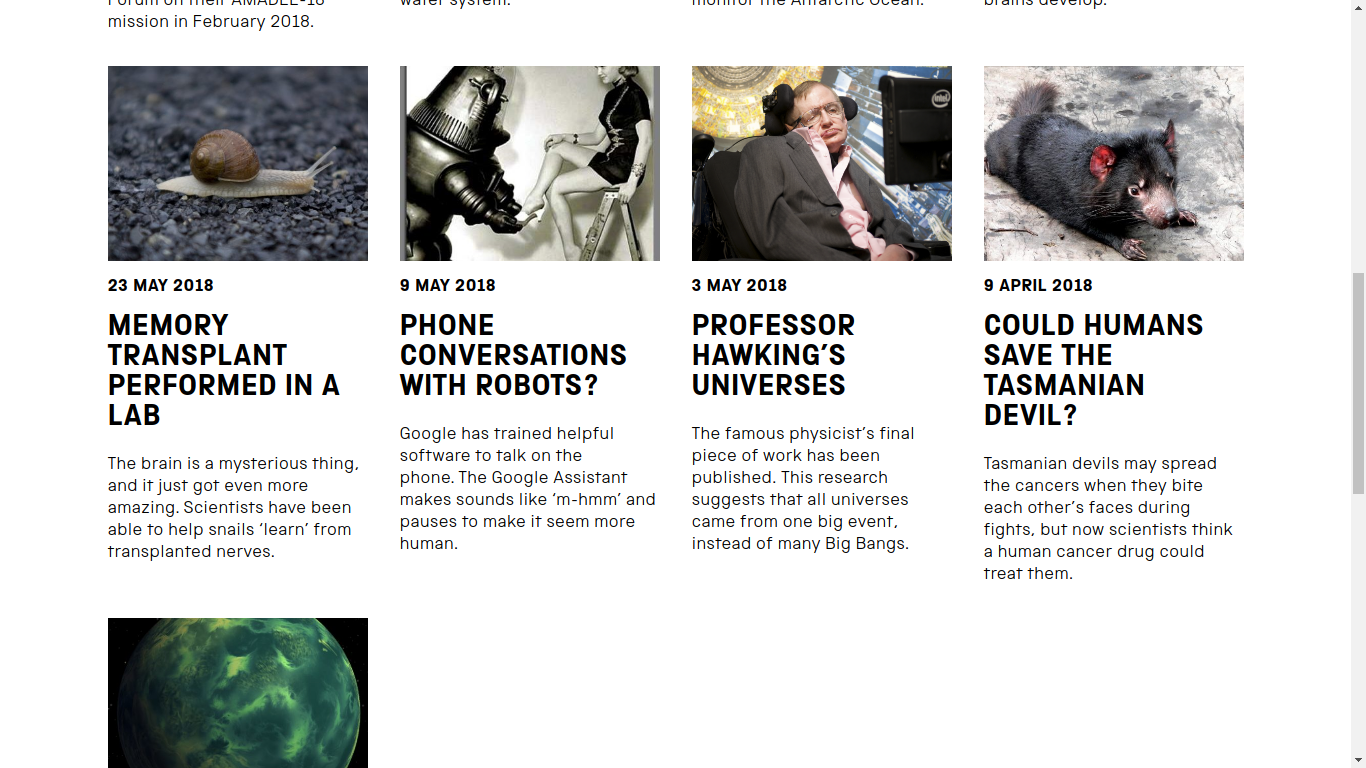 Forum on their AMADEE-18
mission in February 2018.
water system.
monitor the Antarctic Ocean.
brains develop.
intel
23 MAY 2018
MEMORY
TRANSPLANT
PERFORMED IN A
LAB
The brain is a mysterious thing,
and it just got even more
amazing. Scientists have been
able to help snails ‘learn’ from
transplanted nerves.
9 MAY 2018
PHONE
CONVERSATIONS
WITH ROBOTS?
Google has trained helpful
software to talk on the
phone. The Google Assistant
makes sounds like ‘m-hmm’ and
pauses to make it seem more
human.
3 MAY 2018
PROFESSOR
HAWKING’S
UNIVERSES
The famous physicist’s final
piece of work has been
published. This research
suggests that all universes
came from one big event,
instead of many Big Bangs.
9 APRIL 2018
COULD HUMANS
SAVE THE
TASMANIAN
DEVIL?
Tasmanian devils may spread
the cancers when they bite
each other’s faces during
fights, but now scientists think
a human cancer drug could
treat them.